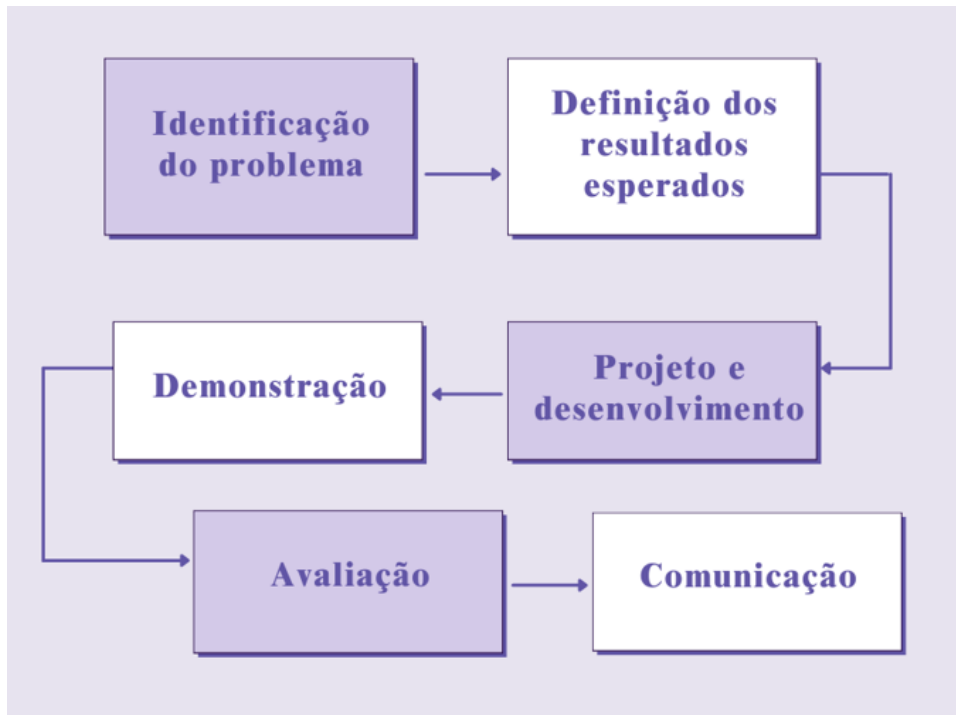 Identificação
do problema
Definição dos
resultados
esperados
Projeto e
desenvolvimento
Demonstração
Avaliação
Comunicação